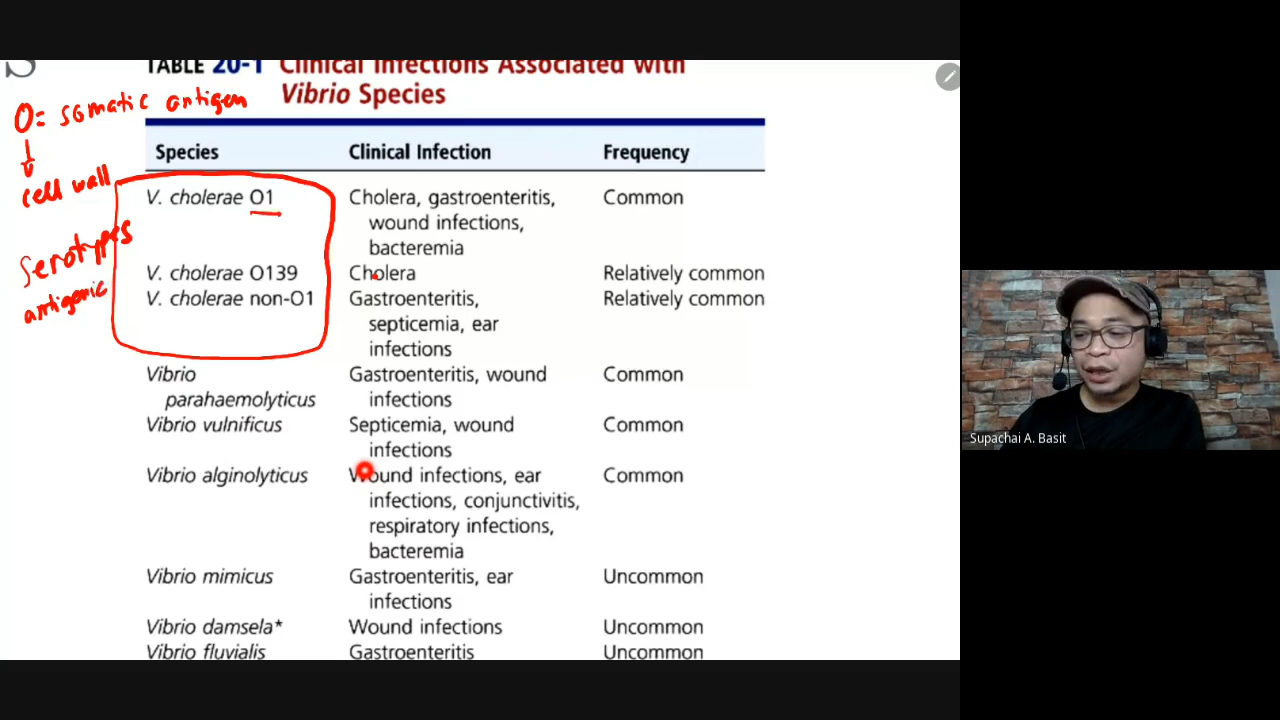 TABLE 20-1 Clinical Infections Associated with
Vibrio Species
O= somatic antigen
cell wall
Serotypes
antigenic
Species Clinical Infection Frequency
V. cholerae O1 Cholera, gastroenteritis, Common
wound infections,
bacteremia
V. cholerae O139 Cholera Relatively common
V. cholerae non-O1 Gastroenteritis, Relatively common
septicemia, ear
infections
Vibrio Gastroenteritis, wound Common
parahaemolyticus infections
Vibrio vulnificus Septicemia, wound Common
infections
Vibrio alginolyticus Wound infections, ear Common
infections, conjunctivitis,
respiratory infections,
bacteremia
Vibrio mimicus Gastroenteritis, ear Uncommon
infections
Vibrio damsela* Wound infections Uncommon
Vibrio fluvialis Gastroenteritis Uncommon
Supachai A. Basit